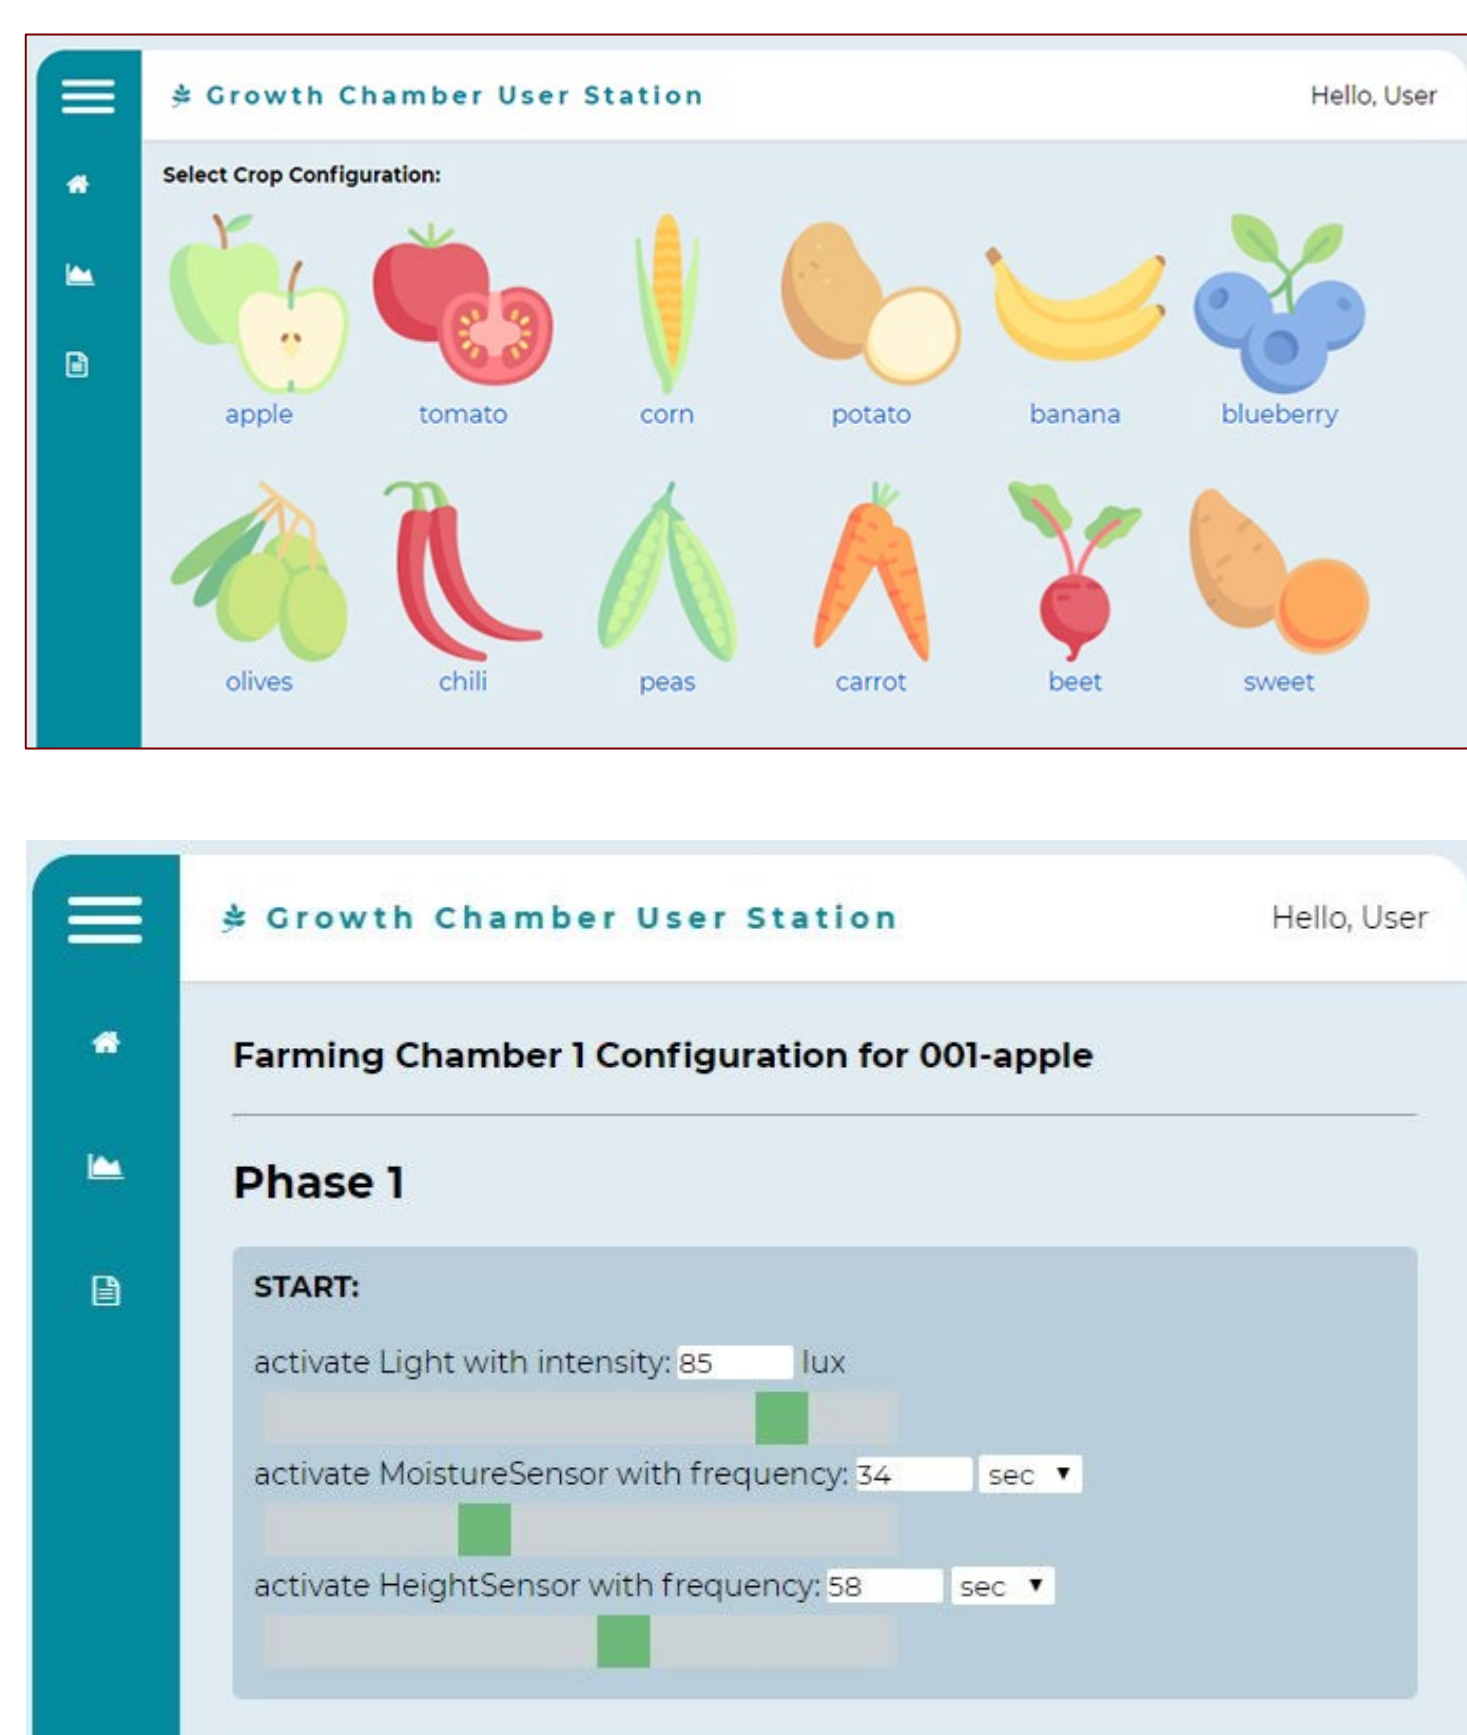 Growth Chamber User Station Hello, User
Select Crop Configuration:
apple tomato corn potato banana blueberry
olives chili peas carrot beet sweet
Growth Chamber User Station Hello, User
Farming Chamber 1 Configuration for 001-apple
Phase 1
START:
activate Light with intensity: 85 lux
activate MoistureSensor with frequency: 34 sec
activate HeightSensor with frequency: 58 sec